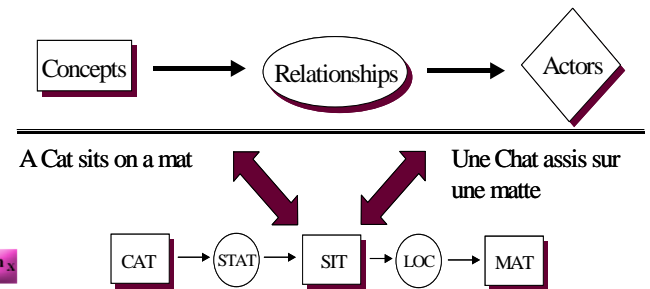 Concepts Relationships Actors
A Cat sits on a mat
Une Chat assis sur
une matte
CAT STAT SIT LOC MAT